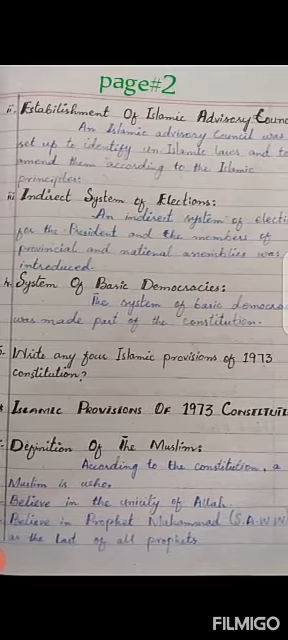 page#2
ii. Estabilishment Of Islamic Advisory Counc
An Islamic advisory Council was
set up to identify un Islamic laws and to
amend them according to the Islamic
principles:
iii Indirect System of Elections:
An indirect system of electi
for the President and the members of
provincial and national assemblies was
introduced.
System Of Basic Democracies:
The system of basic democra
was made part of the constitution.
Write any four Islamic provisions of 1973
constitution?
ISLAMIC PROVISIONS OF 1973 CONSTITUTI
Definition Of The Muslim:
According to the constitution, a
Muslim is who.
Believe in the unicity of Allah.
Believe in Prophet Muhammad (S.A.W.W
as the last of all prophets
FILMIGO